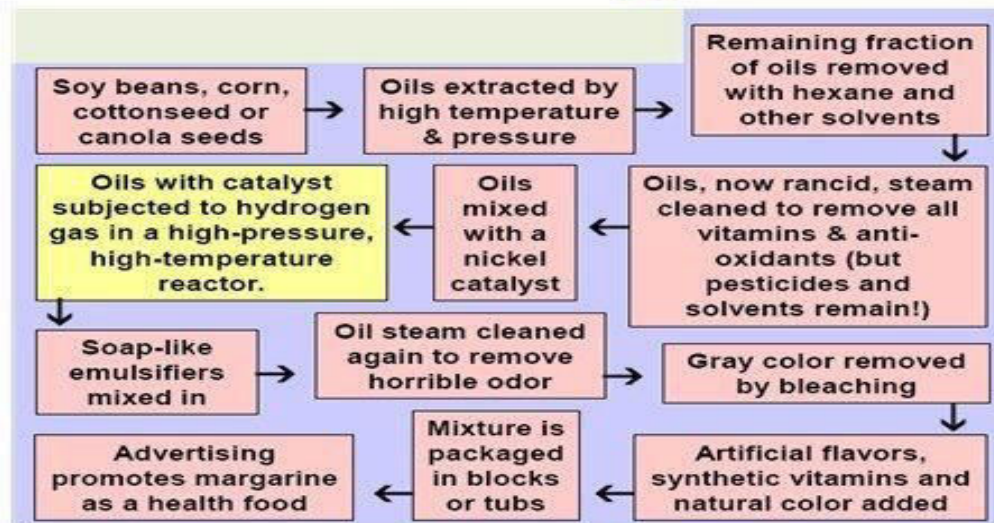 Soy beans, corn,
cottonseed or
canola seeds
Oils extracted by
high temperature
& pressure
Remaining fraction
of oils removed
with hexane and
other solvents
Oils, now rancid, steam
cleaned to remove all
vitamins & anti-
oxidants (but
pesticides and
solvents remain!)
Oils
mixed
with a
nickel
catalyst
Oils with catalyst
subjected to hydrogen
gas in a high-pressure,
high-temperature
reactor.
Soap-like
emulsifiers
mixed in
Oil steam cleaned
again to remove
horrible odor
Gray color removed
by bleaching
Artificial flavors,
synthetic vitamins and
natural color added
Mixture is
packaged
in blocks
or tubs
Advertising
promotes margarine
as a health food